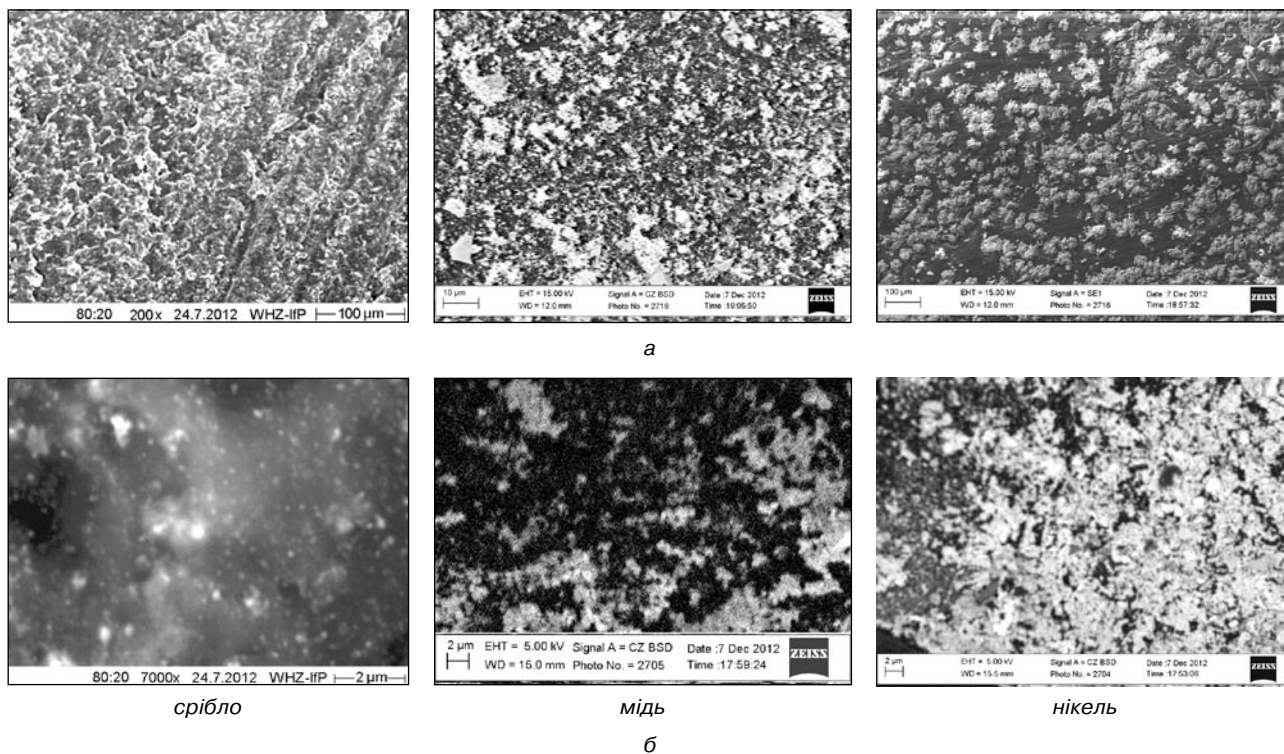 80:20 200x 24.7.2012 WHZ-IfP 100 µm
10 µm EHT = 15.00 kV Signal A = CZ BSD Date :7 Dec 2012
WD = 12.0 mm Photo No. = 2718 Time :19:05:50
ZEISS
100 µm EHT = 15.00 kV Signal A = SE1 Date :7 Dec 2012
WD = 12.0 mm Photo No. = 2716 Time :18:57:32
ZEISS
а
80:20 7000x 24.7.2012 WHZ-IfP 2 µm
2 µm EHT = 5.00 kV Signal A = CZ BSD Date :7 Dec 2012
WD = 15.0 mm Photo No. = 2705 Time :17:59:24
ZEISS
2 µm EHT = 5.00 kV Signal A = CZ BSD Date :7 Dec 2012
WD = 15.5 mm Photo No. = 2704 Time :17:53:06
ZEISS
срібло
мідь
нікель
б